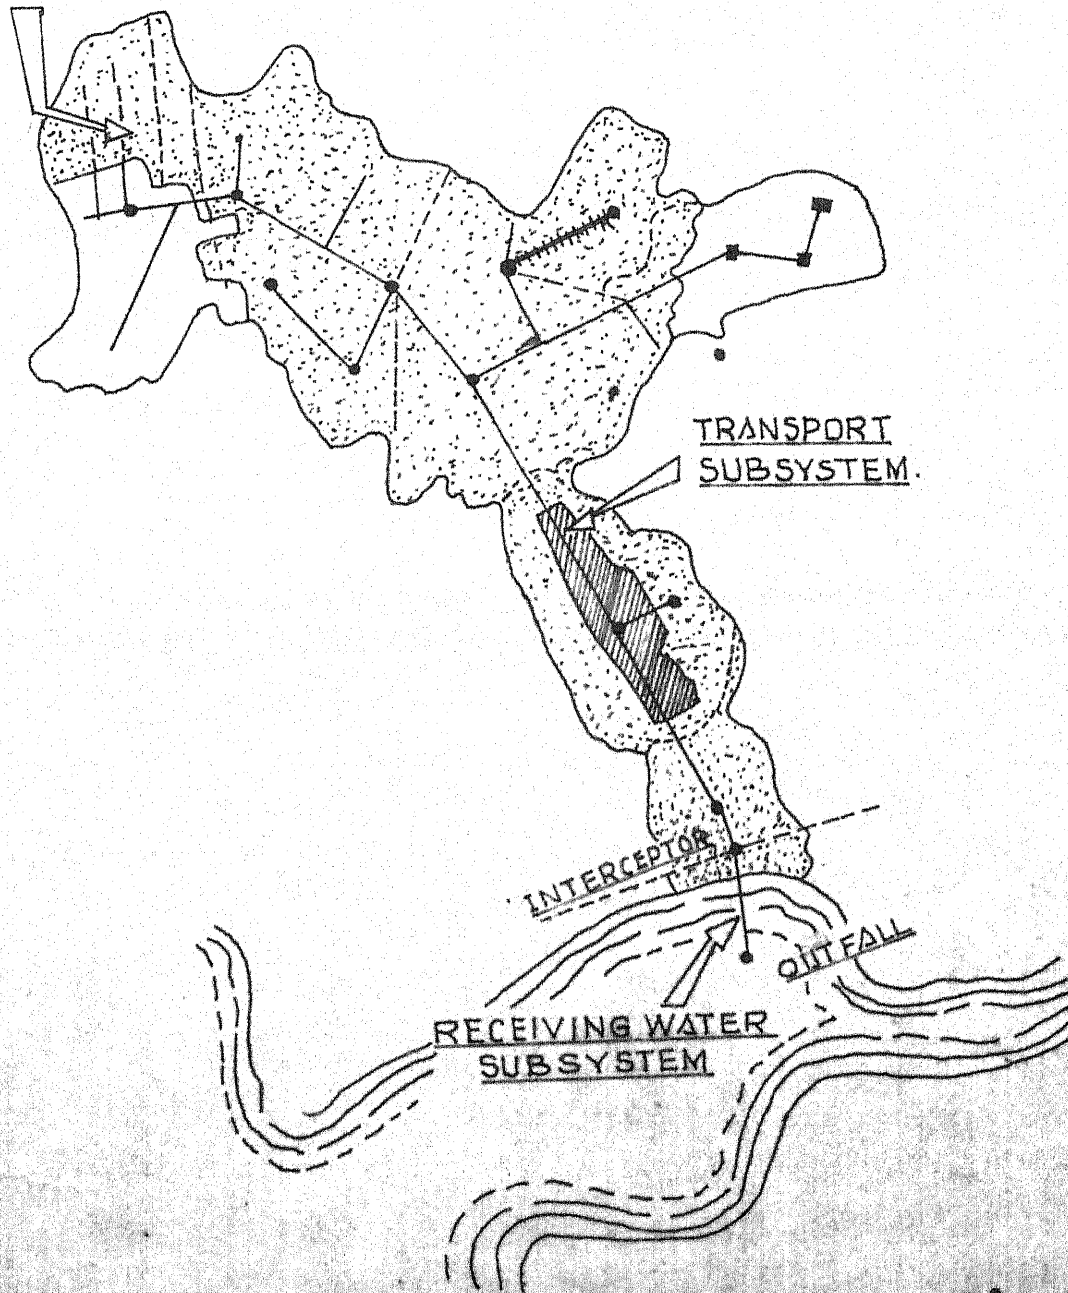 TRANSPORT
SUBSYSTEM.
INTERCEPTOR
OUTFALL
RECEIVING WATER
SUBSYSTEM